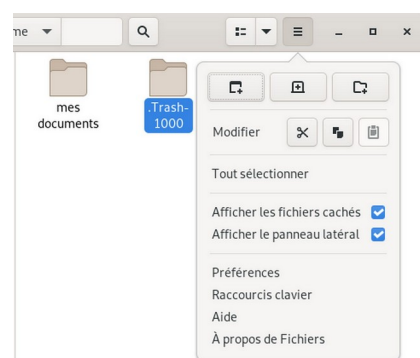 me
mes
documents
.Trash-
1000
Modifier
Tout sélectionner
Afficher les fichiers cachés
Afficher le panneau latéral
Préférences
Raccourcis clavier
Aide
À propos de Fichiers